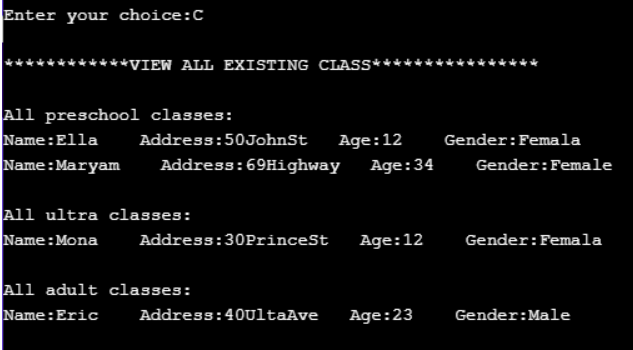 Enter your choice:C
************VIEW ALL EXISTING CLASS****************
All preschool classes:
Name:Ella    Address:50JohnSt   Age:12    Gender:Femala
Name:Maryam    Address:69Highway   Age:34    Gender:Female
All ultra classes:
Name:Mona    Address:30PrinceSt   Age:12    Gender:Femala
All adult classes:
Name:Eric    Address:40UltaAve   Age:23    Gender:Male